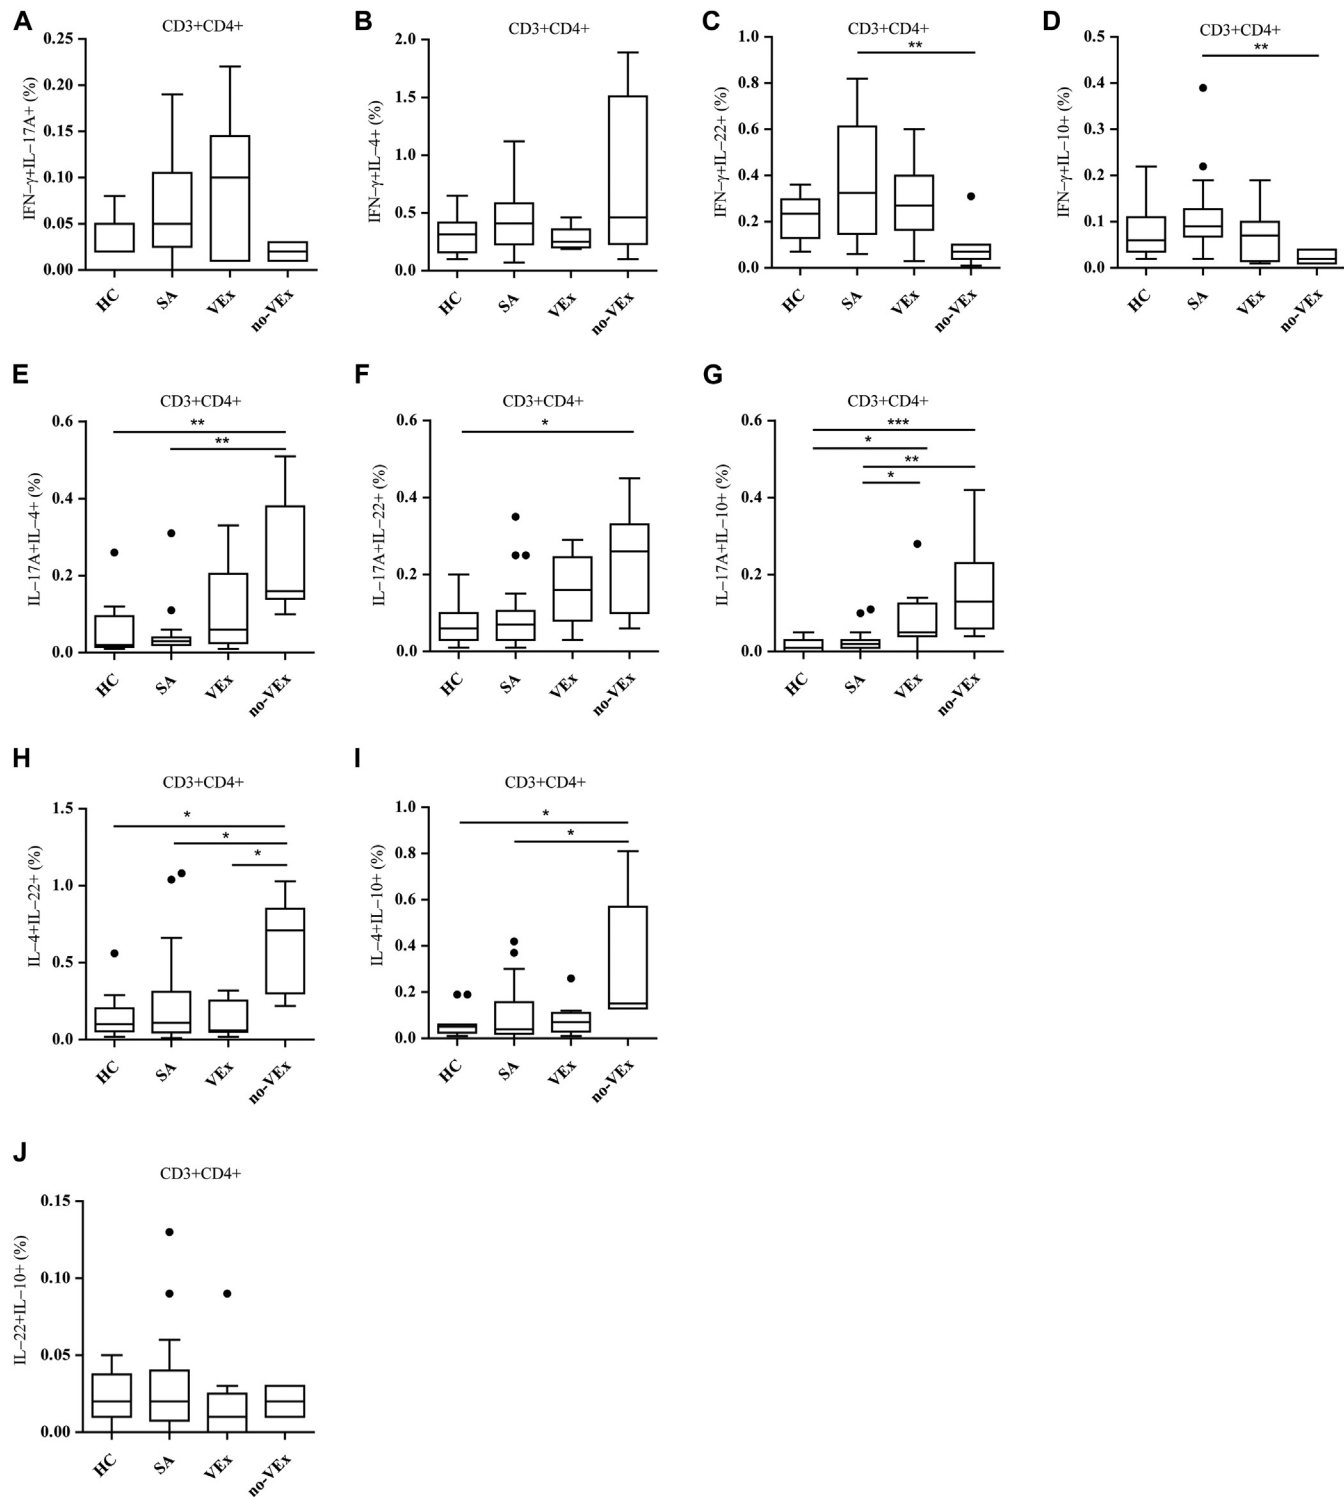 A
CD3+CD4+
IFN−γ+IL−17A+ (%)
0.25
0.20
0.15
0.10
0.05
0.00
HC
SA
VEx
no-VEx
B
CD3+CD4+
IFN−γ+IL−4+ (%)
2.0
1.5
1.0
0.5
0.0
HC
SA
VEx
no-VEx
C
CD3+CD4+
**
IFN−γ+IL−22+ (%)
1.0
0.8
0.6
0.4
0.2
0.0
HC
SA
VEx
no-VEx
D
CD3+CD4+
**
IFN−γ+IL−10+ (%)
0.5
0.4
0.3
0.2
0.1
0.0
HC
SA
VEx
no-VEx
E
CD3+CD4+
**
**
IL−17A+IL−4+ (%)
0.6
0.4
0.2
0.0
HC
SA
VEx
no-VEx
F
CD3+CD4+
*
IL−17A+IL−22+ (%)
0.6
0.4
0.2
0.0
HC
SA
VEx
no-VEx
G
CD3+CD4+
***
*
**
*
IL−17A+IL−10+ (%)
0.6
0.4
0.2
0.0
HC
SA
VEx
no-VEx
H
CD3+CD4+
*
*
*
IL−4+IL−22+ (%)
1.5
1.0
0.5
0.0
HC
SA
VEx
no-VEx
I
CD3+CD4+
*
*
IL−4+IL−10+ (%)
1.0
0.8
0.6
0.4
0.2
0.0
HC
SA
VEx
no-VEx
J
CD3+CD4+
IL−22+IL−10+ (%)
0.15
0.10
0.05
0.00
HC
SA
VEx
no-VEx